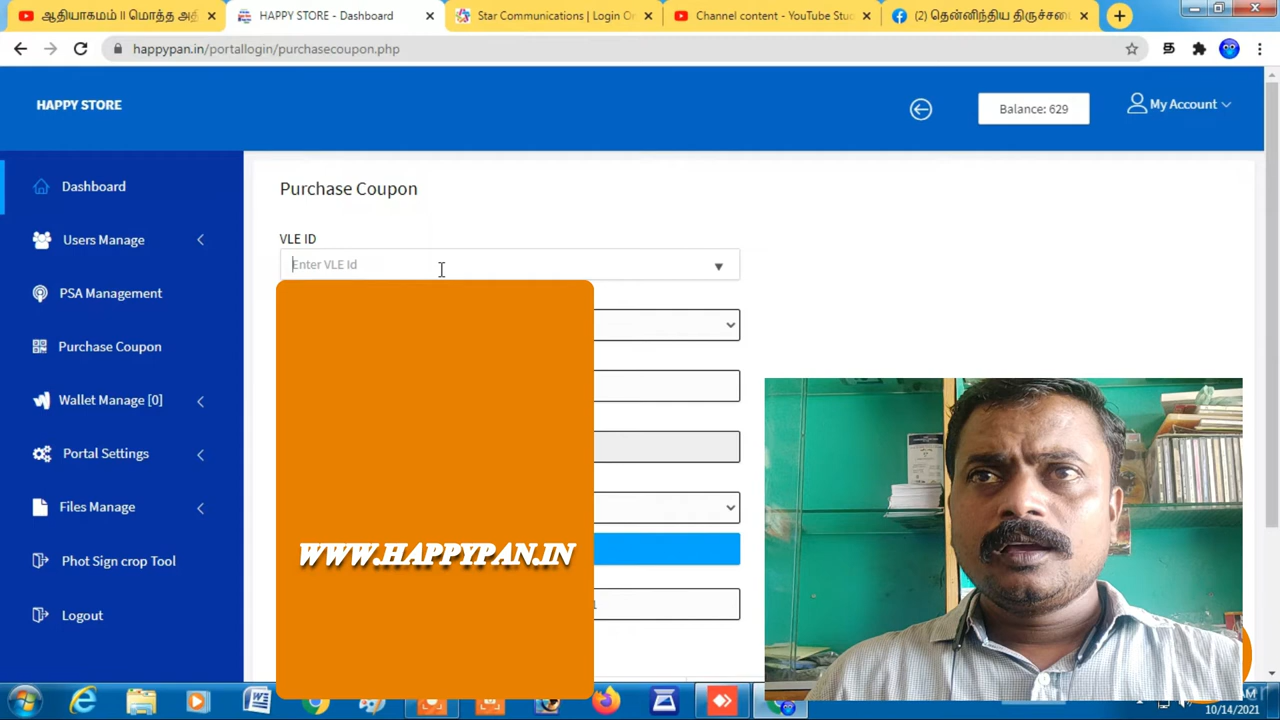 ஆதியாகமம் II மொத்த அதி
HAPPY STORE - Dashboard
Star Communications | Login Or
Channel content - YouTube Stud
(2) தென்னிந்திய திருச்சபை
happypan.in/portallogin/purchasecoupon.php
HAPPY STORE
Balance: 629
My Account
Dashboard
Users Manage
PSA Management
Purchase Coupon
Wallet Manage [0]
Portal Settings
Files Manage
Phot Sign crop Tool
Logout
Purchase Coupon
VLE ID
Enter VLE Id
WWW.HAPPYPAN.IN
10/14/2021